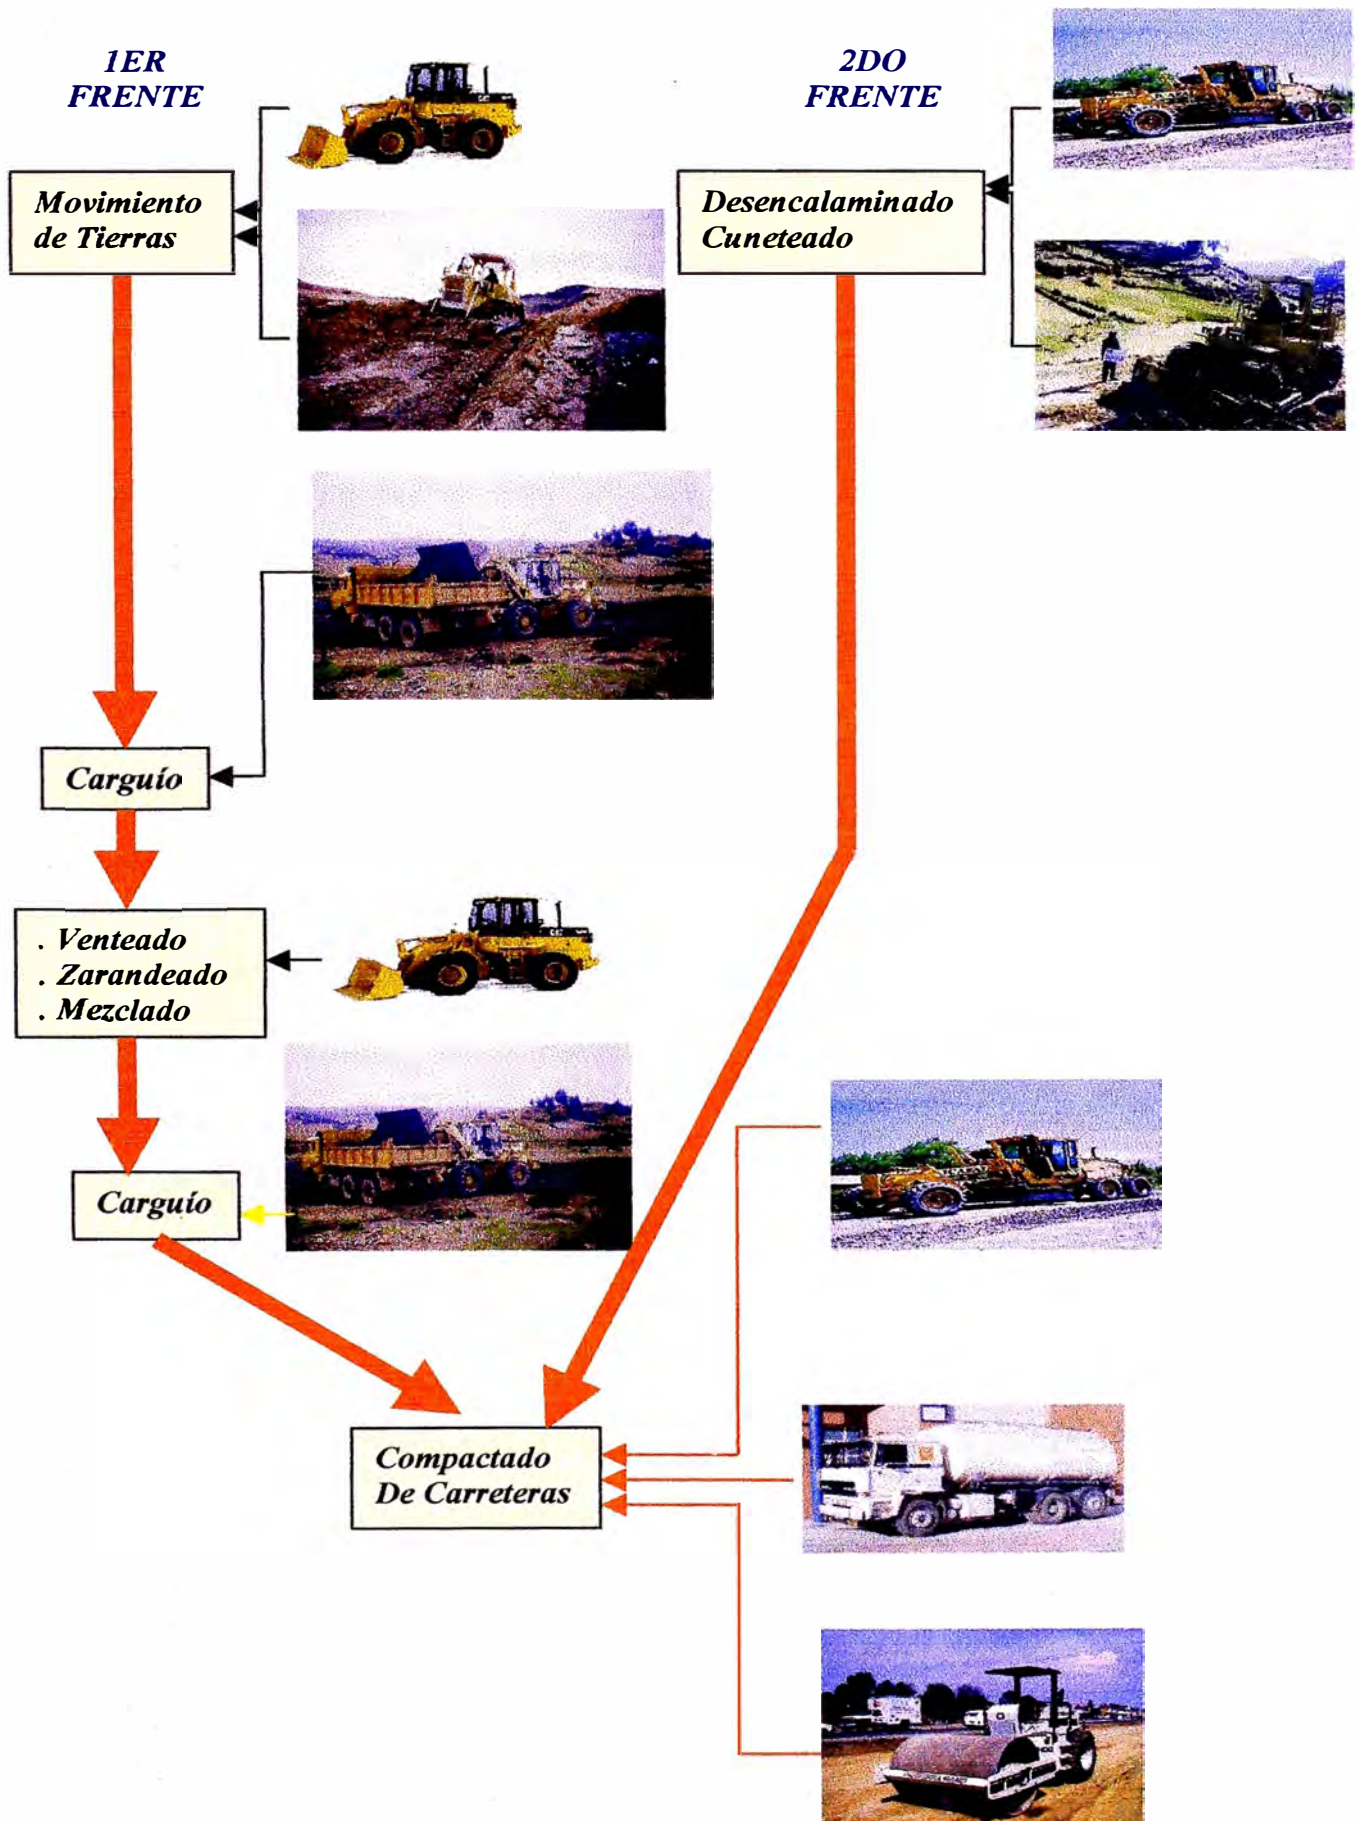 1ER
FRENTE
2DO
FRENTE
Movimiento
de Tierras
Desencalaminado
Cuneteado
Carguío
. Venteado
. Zarandeado
. Mezclado
Carguío
Compactado
De Carreteras